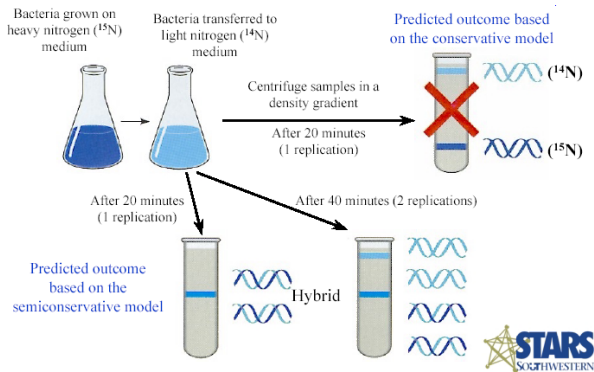 Bacteria grown on
heavy nitrogen (¹⁵N)
medium
Bacteria transferred to
light nitrogen (¹⁴N)
medium
Predicted outcome based
on the conservative model
Centrifuge samples in a
density gradient
After 20 minutes
(1 replication)
(¹⁴N)
(¹⁵N)
After 20 minutes
(1 replication)
After 40 minutes (2 replications)
Predicted outcome
based on the
semiconservative model
Hybrid
STARS
SOUTHWESTERN